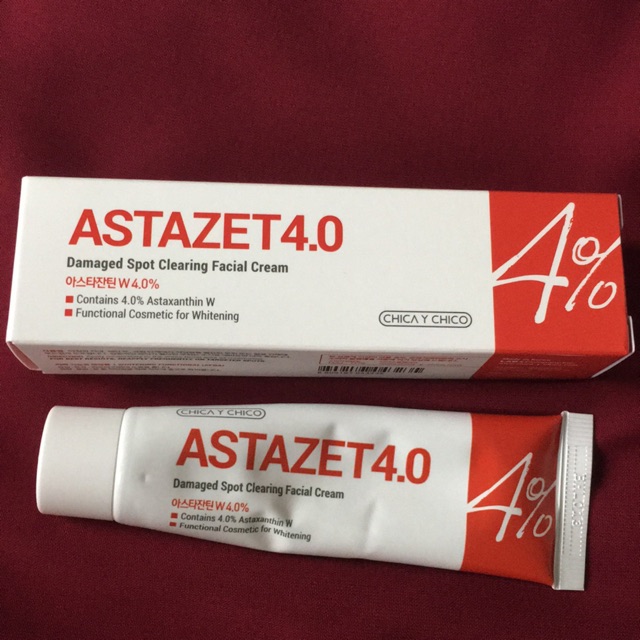 ASTAZET4.0
Damaged Spot Clearing Facial Cream
아스타잔틴 W 4.0%
Contains 4.0% Astaxanthin W
Functional Cosmetic for Whitening
CHICA Y CHICO
4%
CHICA Y CHICO
ASTAZET4.0
Damaged Spot Clearing Facial Cream
아스타잔틴 W 4.0%
Contains 4.0% Astaxanthin W
Functional Cosmetic for Whitening
4%